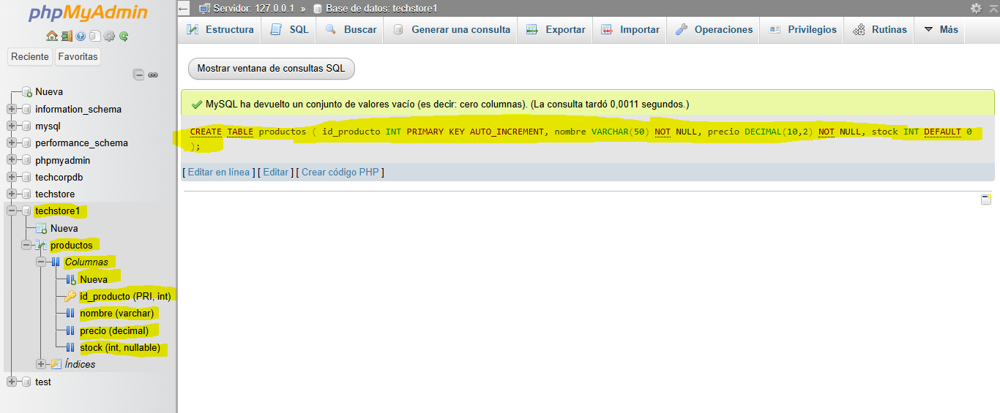 phpMyAdmin
Reciente Favoritas
Nueva
information_schema
mysql
performance_schema
phpmyadmin
techcorpdb
techstore
techstore1
Nueva
productos
Columnas
Nueva
id_producto (PRI, int)
nombre (varchar)
precio (decimal)
stock (int, nullable)
Índices
test
Servidor: 127.0.0.1 » Base de datos: techstore1
Estructura SQL Buscar Generar una consulta Exportar Importar Operaciones Privilegios Rutinas Más
Mostrar ventana de consultas SQL
MySQL ha devuelto un conjunto de valores vacío (es decir: cero columnas). (La consulta tardó 0,0011 segundos.)
CREATE TABLE productos ( id_producto INT PRIMARY KEY AUTO_INCREMENT, nombre VARCHAR(50) NOT NULL, precio DECIMAL(10,2) NOT NULL, stock INT DEFAULT 0
);
[ Editar en línea ] [ Editar ] [ Crear código PHP ]